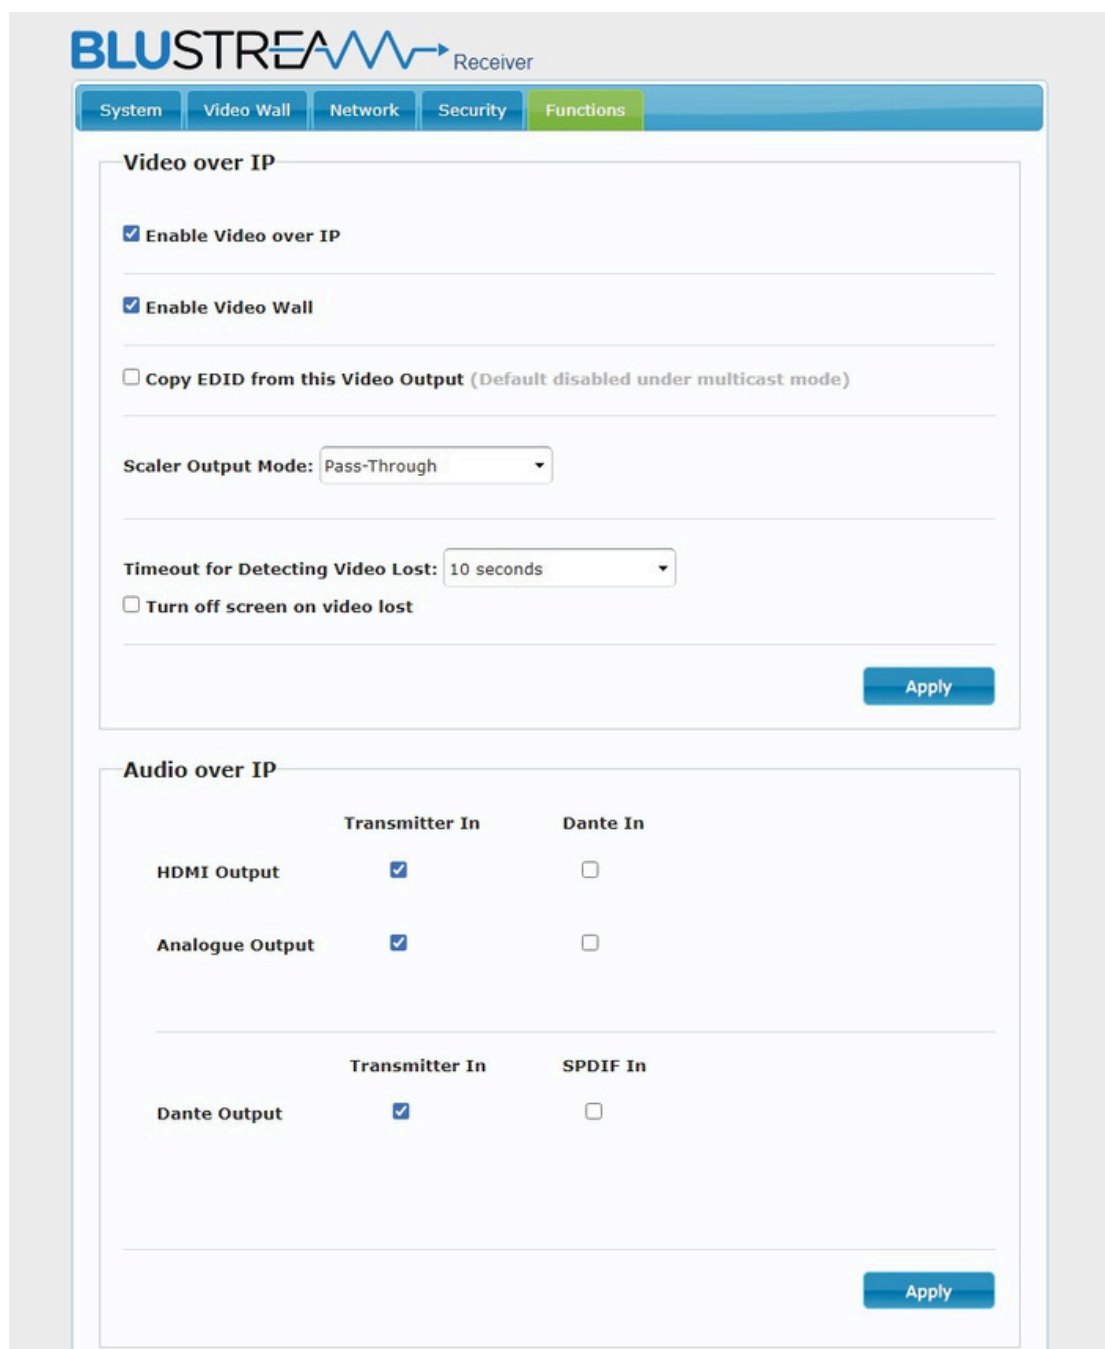 BLUSTREAM Receiver
System Video Wall Network Security Functions
Video over IP
Enable Video over IP
Enable Video Wall
Copy EDID from this Video Output (Default disabled under multicast mode)
Scaler Output Mode: Pass-Through
Timeout for Detecting Video Lost: 10 seconds
Turn off screen on video lost
Apply
Audio over IP
Transmitter In Dante In
HDMI Output
Analogue Output
Transmitter In SPDIF In
Dante Output
Apply